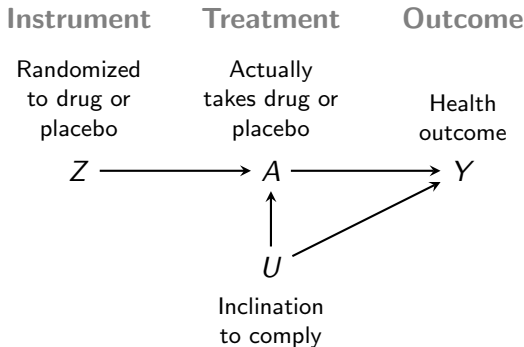 Instrument Treatment Outcome
Randomized
to drug or
placebo
Actually
takes drug or
placebo
Health
outcome
Z A Y
U
Inclination
to comply